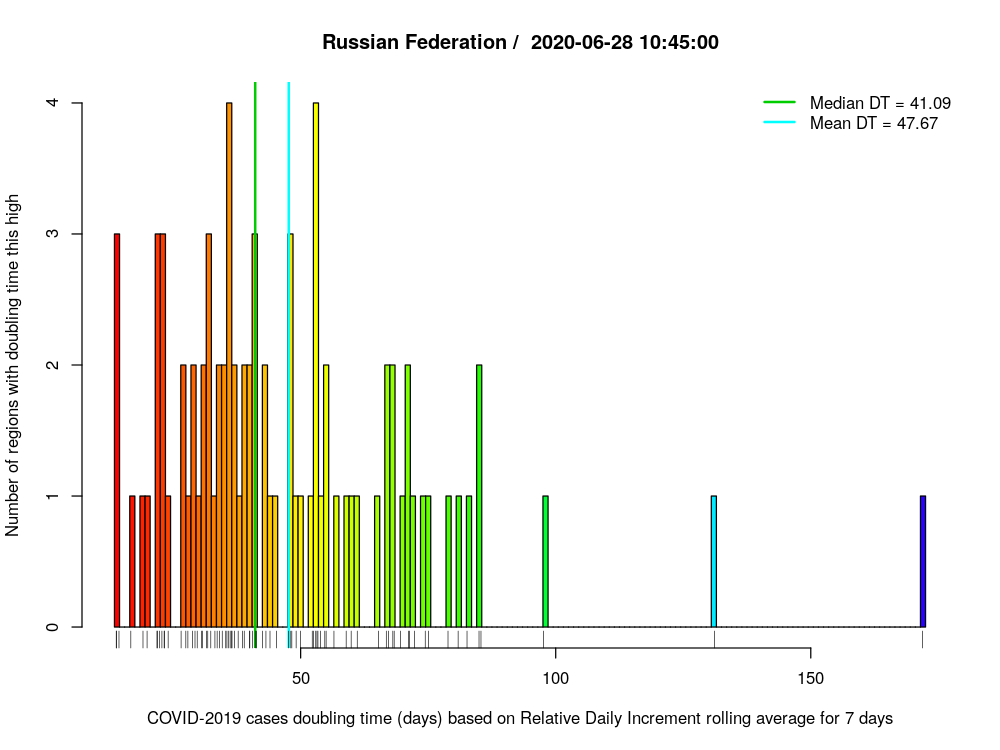 Russian Federation /  2020-06-28 10:45:00
Median DT = 41.09
Mean DT = 47.67
Number of regions with doubling time this high
4
3
2
1
0
50 100 150
COVID-2019 cases doubling time (days) based on Relative Daily Increment rolling average for 7 days